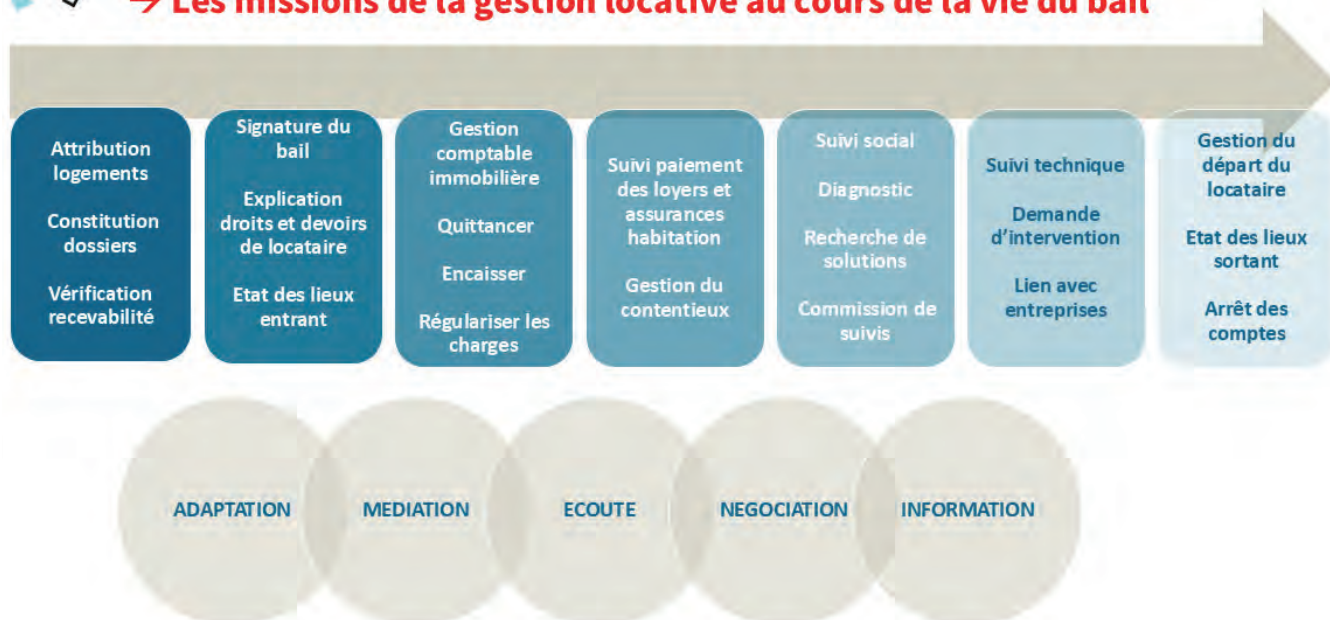 → Les missions de la gestion locative au cours de la vie du bail
Attribution
logements
Constitution
dossiers
Vérification
recevabilité
Signature du
bail
Explication
droits et devoirs
de locataire
Etat des lieux
entrant
Gestion
comptable
immobilière
Quittancer
Encaisser
Régulariser les
charges
Suivi paiement
des loyers et
assurances
habitation
Gestion du
contentieux
Suivi social
Diagnostic
Recherche de
solutions
Commission de
suivis
Suivi technique
Demande
d'intervention
Lien avec
entreprises
Gestion du
départ du
locataire
Etat des lieux
sortant
Arrêt des
comptes
ADAPTATION
MEDIATION
ECOUTE
NEGOCIATION
INFORMATION